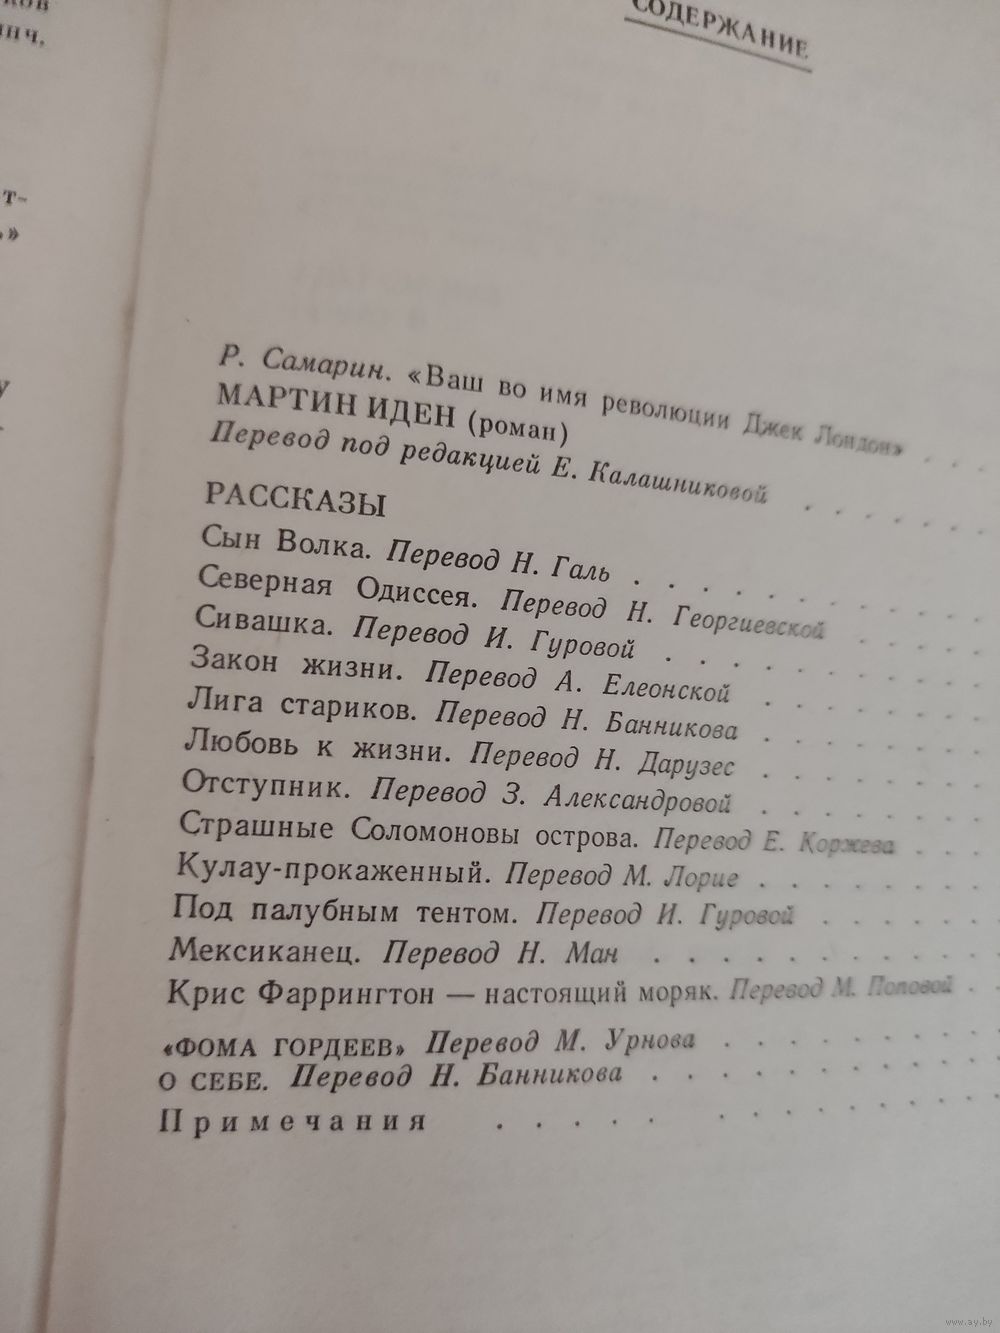 СОДЕРЖАНИЕ
Р. Самарин. «Ваш во имя революции Джек Лондон»
МАРТИН ИДЕН (роман)
Перевод под редакцией Е. Калашниковой
РАССКАЗЫ
Сын Волка. Перевод Н. Галь
Северная Одиссея. Перевод Н. Георгиевской
Сивашка. Перевод И. Гуровой
Закон жизни. Перевод А. Елеонской
Лига стариков. Перевод Н. Банникова
Любовь к жизни. Перевод Н. Дарузес
Отступник. Перевод З. Александровой
Страшные Соломоновы острова. Перевод Е. Коржева
Кулау-прокаженный. Перевод М. Лорие
Под палубным тентом. Перевод И. Гуровой
Мексиканец. Перевод Н. Ман
Крис Фаррингтон — настоящий моряк. Перевод М. Поповой
«ФОМА ГОРДЕЕВ» Перевод М. Урнова
О СЕБЕ. Перевод Н. Банникова
Примечания
www.ay.by